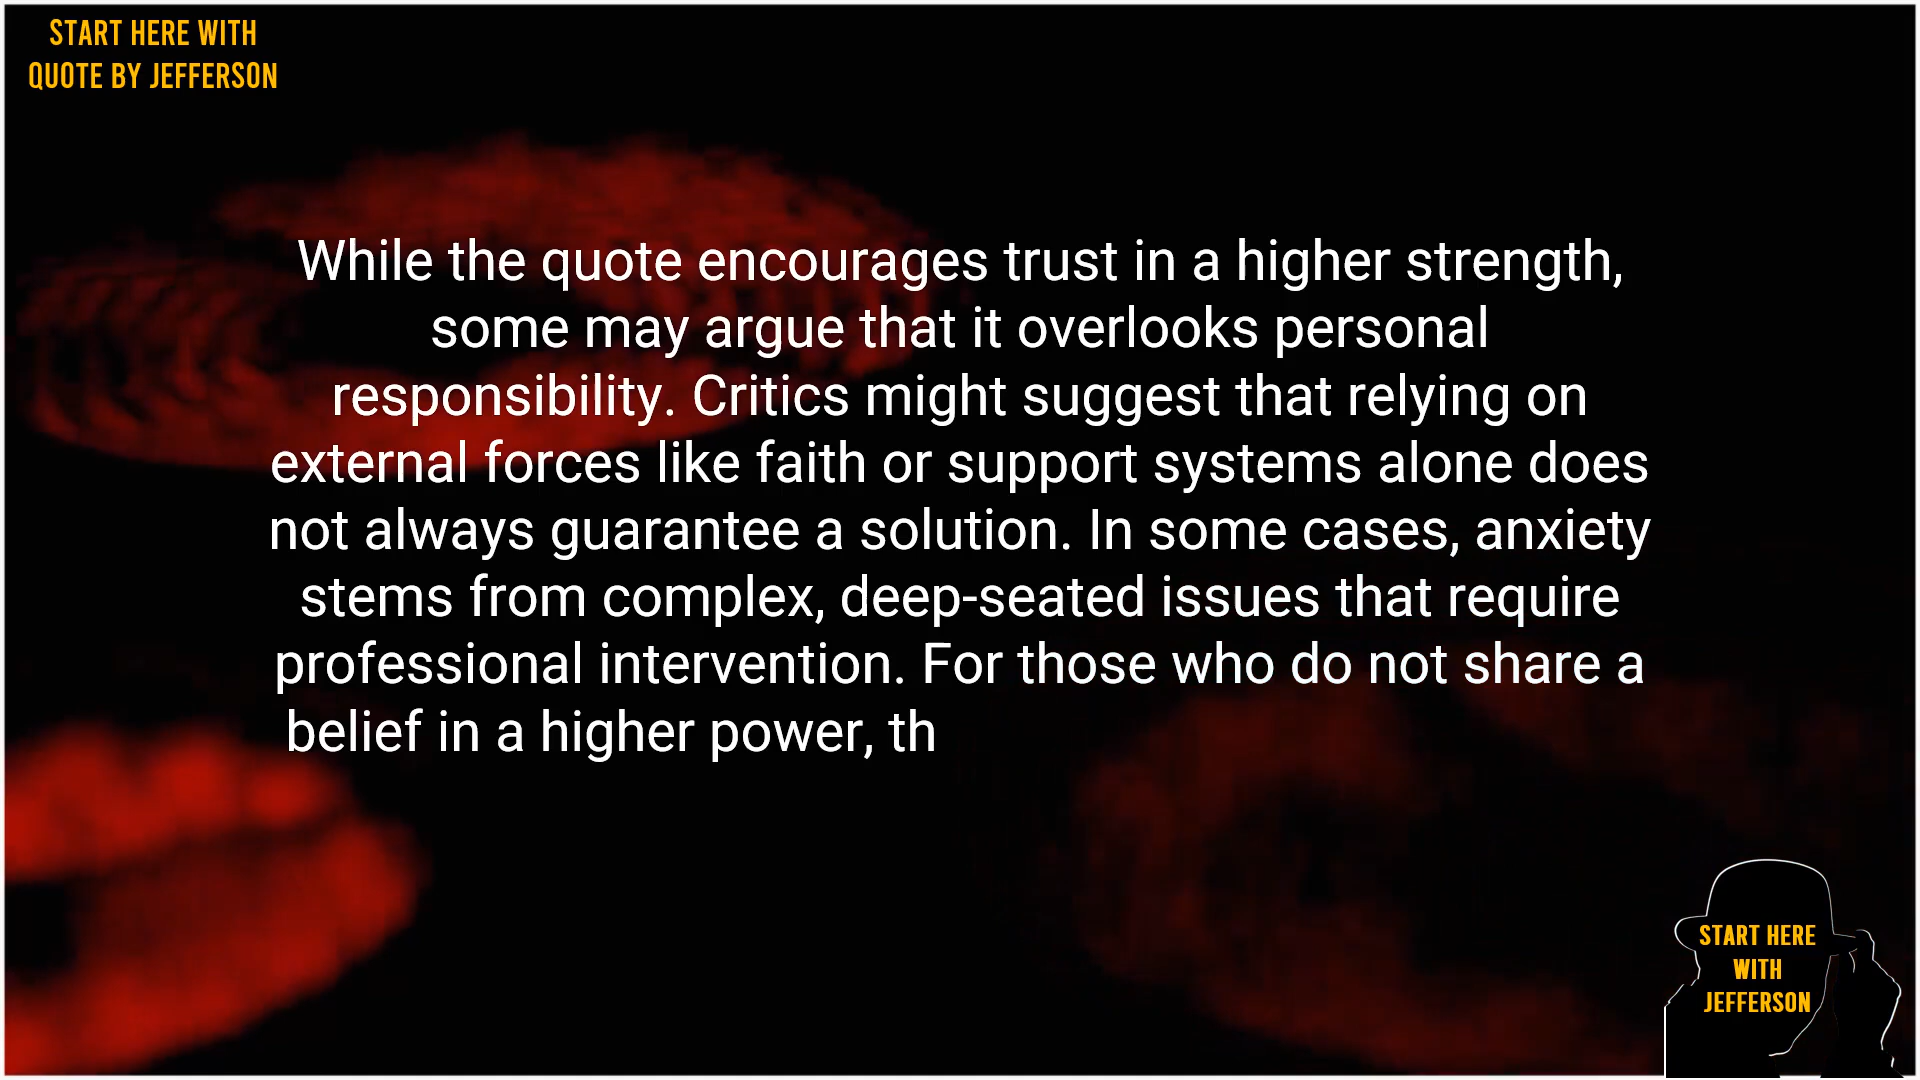 START HERE WITH
QUOTE BY JEFFERSON
While the quote encourages trust in a higher strength,
some may argue that it overlooks personal
responsibility. Critics might suggest that relying on
external forces like faith or support systems alone does
not always guarantee a solution. In some cases, anxiety
stems from complex, deep-seated issues that require
professional intervention. For those who do not share a
belief in a higher power, th
START HERE
WITH
JEFFERSON